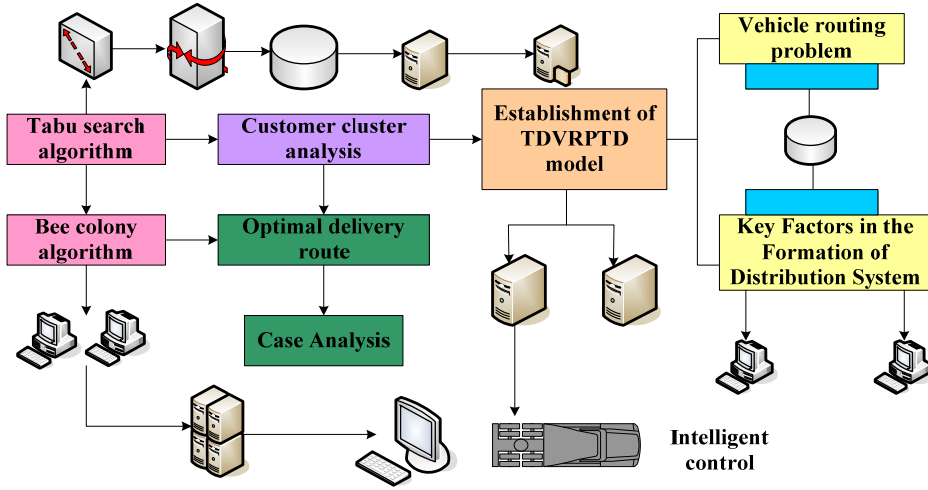 Vehicle routing
problem
Tabu search
algorithm
Customer cluster
analysis
Establishment of
TDVRPTD
model
Bee colony
algorithm
Optimal delivery
route
Key Factors in the
Formation of
Distribution System
Case Analysis
Intelligent
control